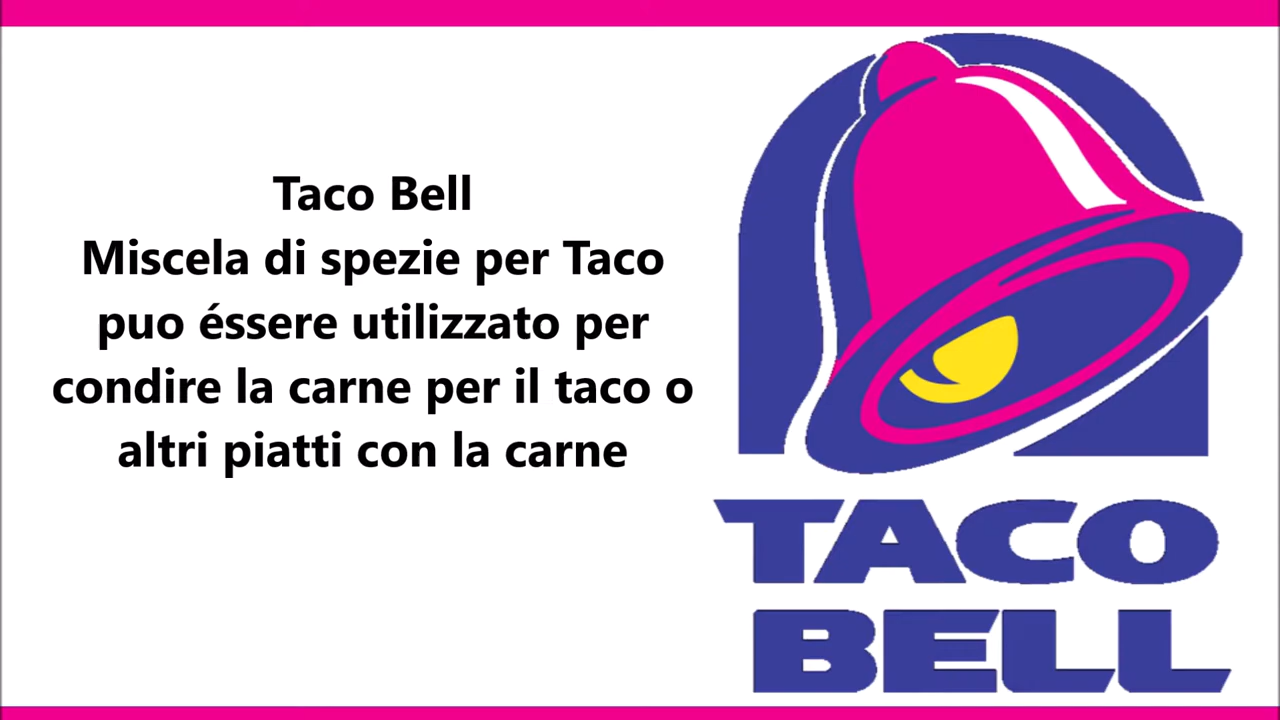 Taco Bell
Miscela di spezie per Taco
puo éssere utilizzato per
condire la carne per il taco o
altri piatti con la carne
TACO
BELL